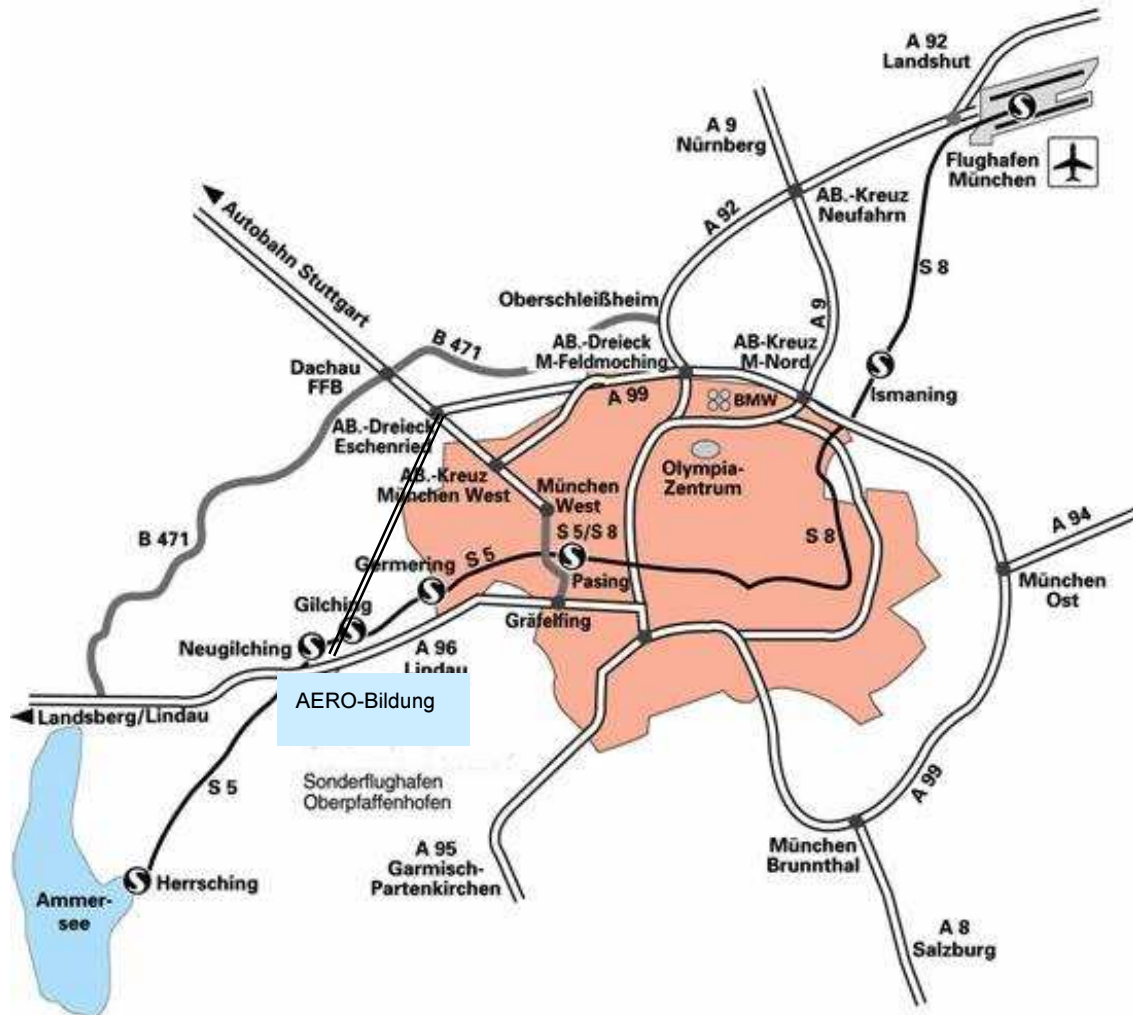 A 92
Landshut
A 9
Nürnberg
Flughafen
München
AB.-Kreuz
Neufahrn
A 92
Autobahn Stuttgart
S 8
Oberschleißheim
A 9
B 471
AB.-Dreieck
M-Feldmoching
AB-Kreuz
M-Nord
Dachau
FFB
Ismaning
A 99
BMW
AB.-Dreieck
Eschenried
AB.-Kreuz
München West
Olympia-
Zentrum
München
West
A 94
B 471
S 5/S 8
S 8
S 5
Germering
Pasing
München
Ost
Gilching
Gräfelfing
Neugilching
A 96
Lindau
AERO-Bildung
Landsberg/Lindau
S 5
Sonderflughafen
Oberpfaffenhofen
A 99
A 95
Garmisch-
Partenkirchen
München
Brunnthal
Herrsching
Ammer-
see
A 8
Salzburg